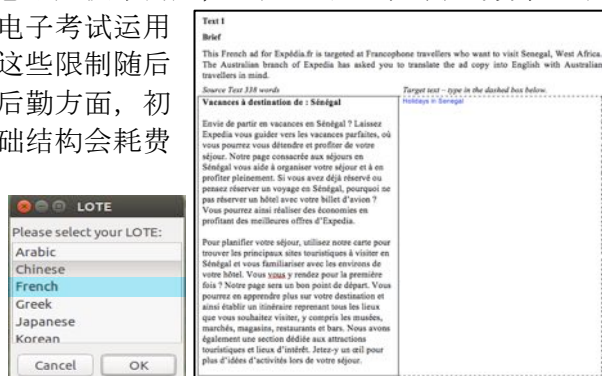 电子考试运用
这些限制随后
后勤方面，初
础结构会耗费
LOTE
Please select your LOTE:
Arabic
Chinese
French
Greek
Japanese
Korean
Cancel
OK
Text 1
Brief
This French ad for Expédia.fr is targeted at Francophone travellers who want to visit Senegal, West Africa.
The Australian branch of Expedia has asked you to translate the ad copy into English with Australian
travellers in mind.
Source Text 338 words
Target text – type in the dashed box below.
Vacances à destination de : Sénégal
Holidays in Senegal
Envie de partir en vacances en Sénégal ? Laissez
Expedia vous guider vers les vacances parfaites, où
vous pourrez vous détendre et profiter de votre
séjour. Notre page consacrée aux séjours en
Sénégal vous aide à organiser votre séjour et à en
profiter pleinement. Si vous avez déjà réservé ou
pensez réserver un voyage en Sénégal, pourquoi ne
pas réserver un hôtel avec votre billet d'avion ?
Vous pourrez ainsi réaliser des économies en
profitant des meilleures offres d'Expedia.
Pour planifier votre séjour, utilisez notre carte pour
trouver les principaux sites touristiques à visiter en
Sénégal et vous familiariser avec les environs de
votre hôtel. Vous vous y rendez pour la première
fois ? Notre page sera un bon point de départ. Vous
pourrez en apprendre plus sur votre destination et
ainsi établir un itinéraire reprenant tous les lieux
que vous souhaitez visiter, y compris les musées,
marchés, magasins, restaurants et bars. Nous avons
également une section dédiée aux attractions
touristiques et lieux d'intérêt. Jetez-y un œil pour
plus d'idées d'activités lors de votre séjour.